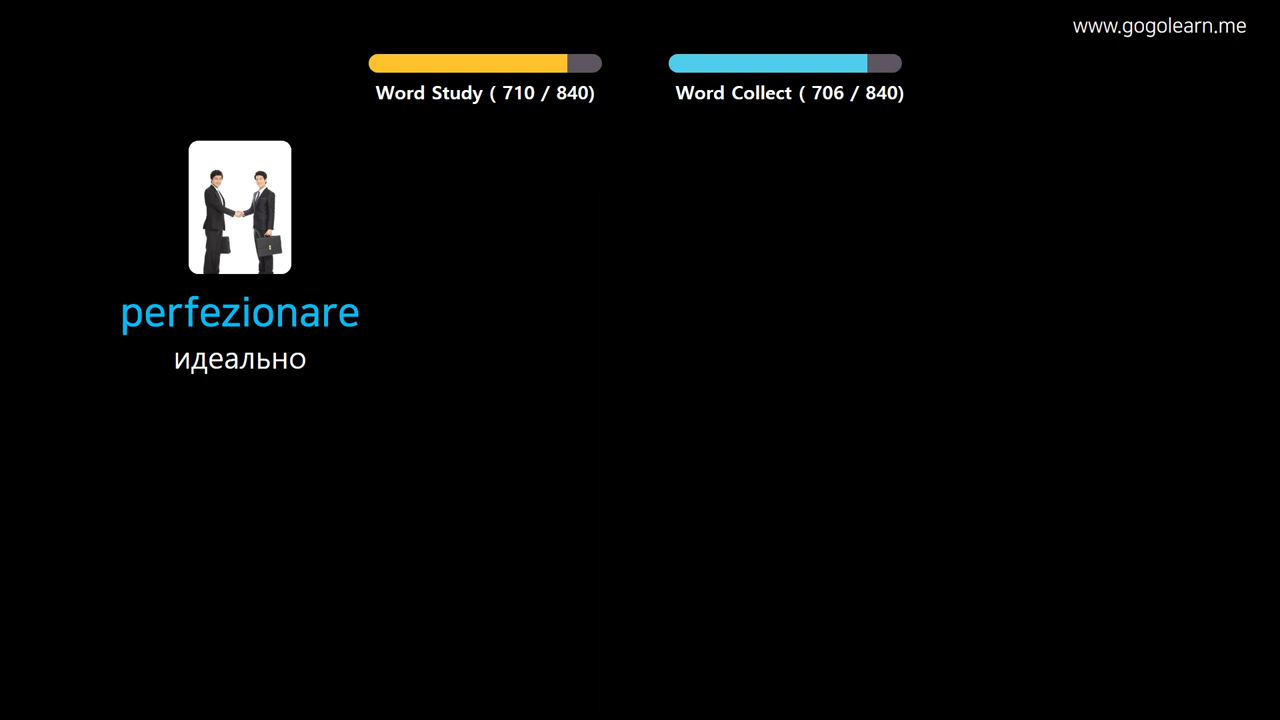 www.gogolearn.me
Word Study ( 710 / 840)
Word Collect ( 706 / 840)
perfezionare
идеально